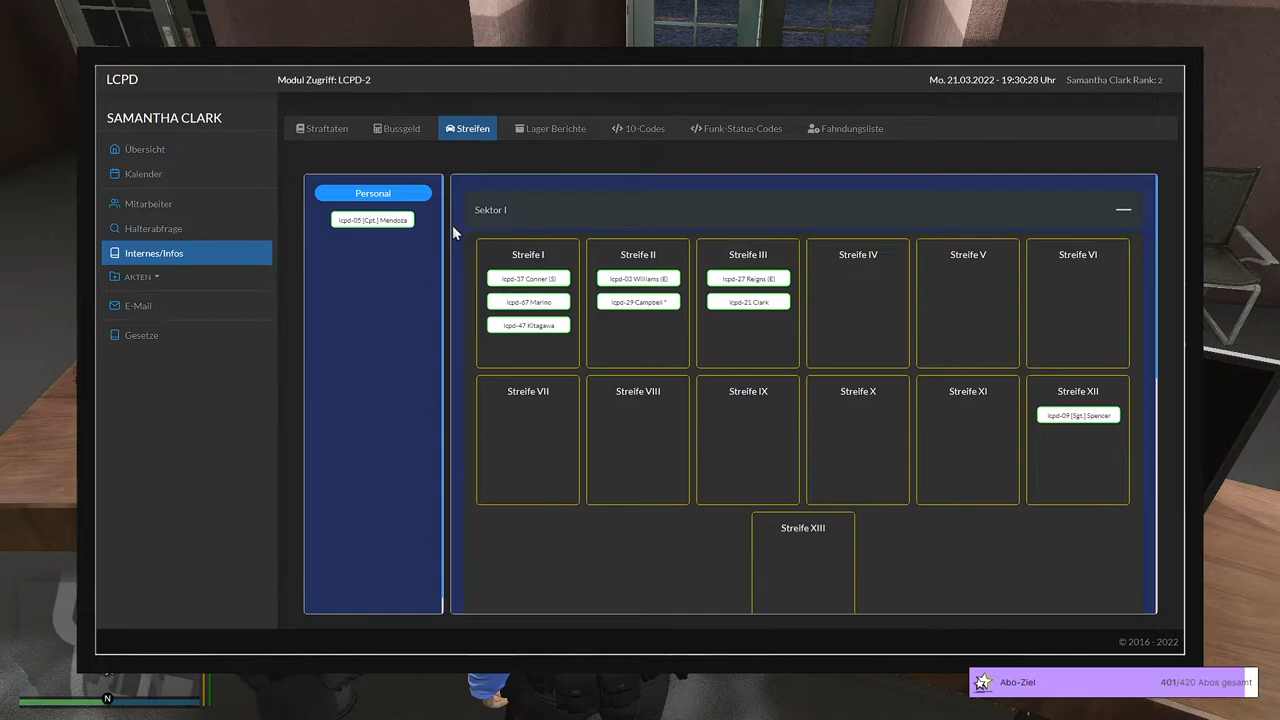 LCPD
Modul Zugriff: LCPD-2
Mo. 21.03.2022 - 19:30:28 Uhr
Samantha Clark Rank: 2
SAMANTHA CLARK
Übersicht
Kalender
Mitarbeiter
Halterabfrage
Internes/Infos
AKTEN
E-Mail
Gesetze
Straftaten
Bussgeld
Streifen
Lager Berichte
10-Codes
Funk-Status-Codes
Fahndungsliste
Personal
lcpd-05 [Cpt.] Mendoza
Sektor I
Streife I
lcpd-37 Conner (S)
lcpd-67 Marino
lcpd-47 Kitagawa
Streife II
lcpd-03 Williams (E)
lcpd-29 Campbell *
Streife III
lcpd-27 Reigns (E)
lcpd-21 Clark
Streife IV
Streife V
Streife VI
Streife VII
Streife VIII
Streife IX
Streife X
Streife XI
Streife XII
lcpd-09 [Sgt.] Spencer
Streife XIII
© 2016 - 2022
N
Abo-Ziel
401/420 Abos gesamt